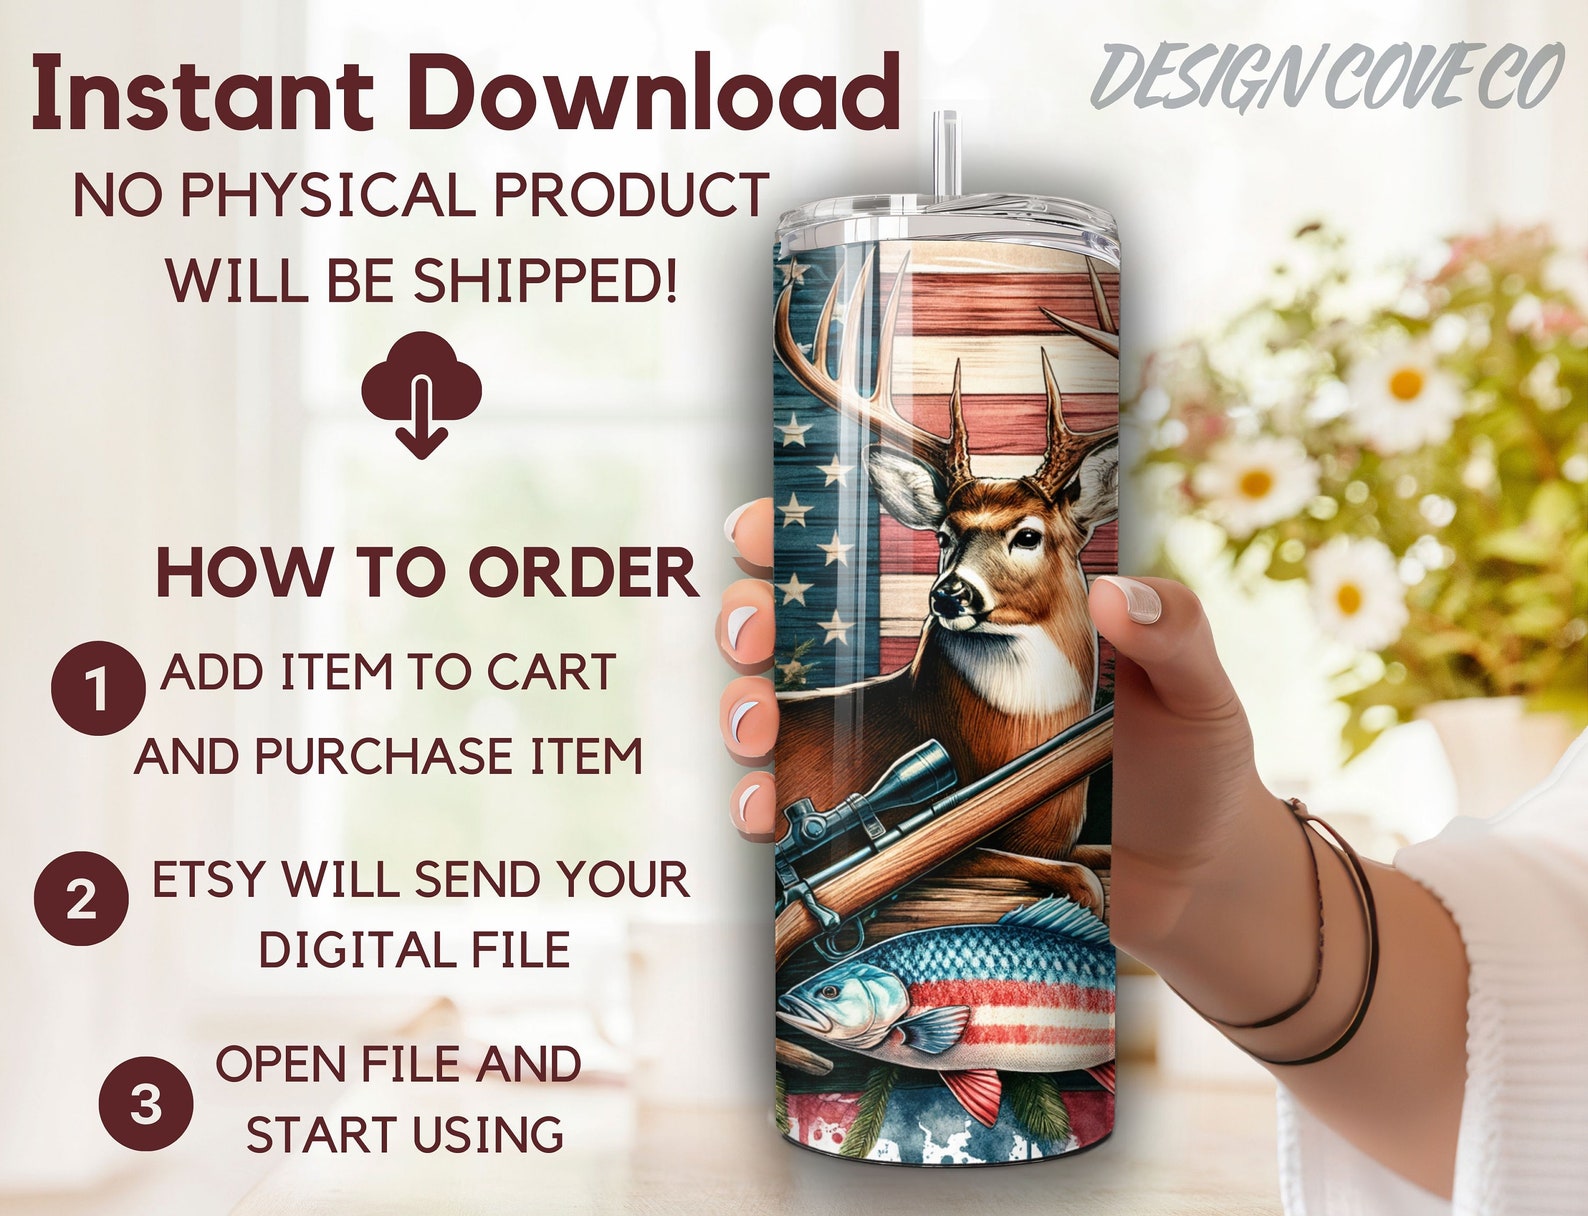 Instant Download
DESIGN COVE CO
NO PHYSICAL PRODUCT
WILL BE SHIPPED!
HOW TO ORDER
1 ADD ITEM TO CART
AND PURCHASE ITEM
2 ETSY WILL SEND YOUR
DIGITAL FILE
3 OPEN FILE AND
START USING